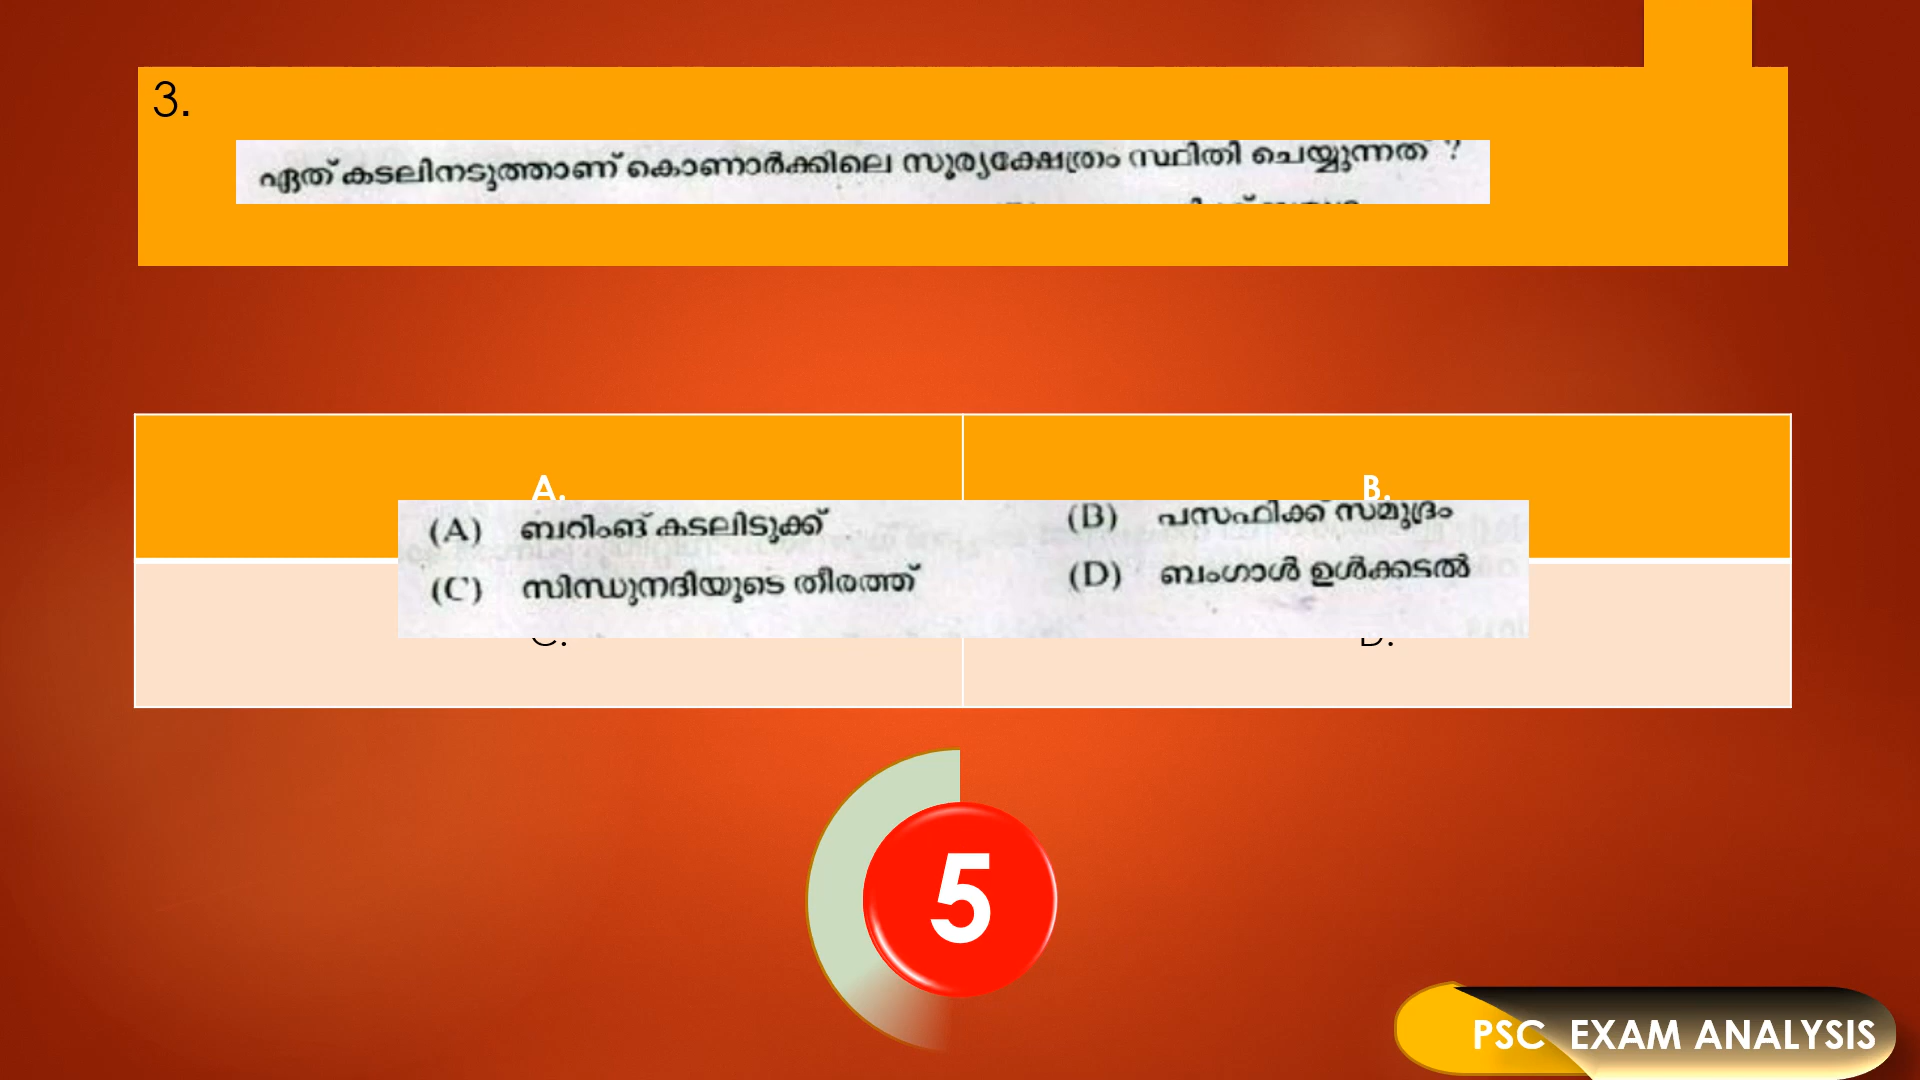 3.
ഏത് കടലിനടുത്താണ് കൊണാർക്കിലെ സൂര്യക്ഷേത്രം സ്ഥിതി ചെയ്യുന്നത് ?
A. B.
(A) ബറിംങ് കടലിടുക്ക് (B) പസഫിക്ക് സമുദ്രം
(C) സിന്ധുനദിയുടെ തീരത്ത് (D) ബംഗാൾ ഉൾക്കടൽ
C. D.
5
PSC EXAM ANALYSIS